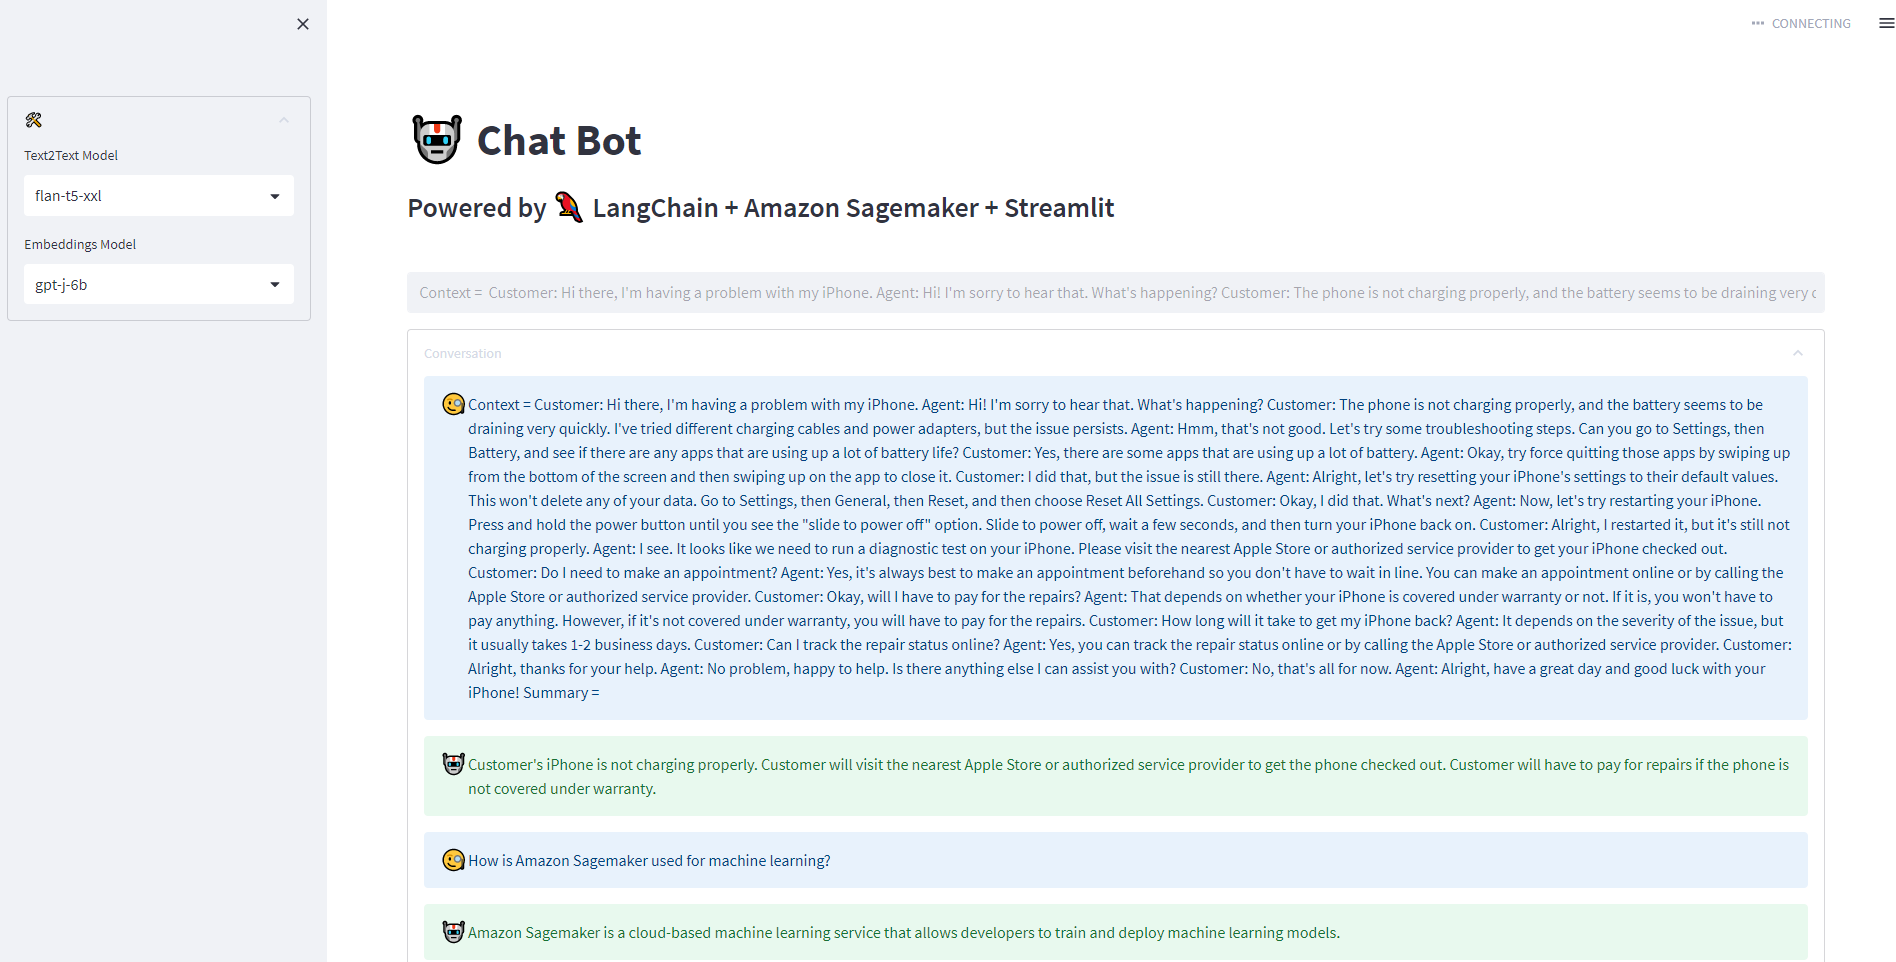 CONNECTING
Text2Text Model
flan-t5-xxl
Embeddings Model
gpt-j-6b
Chat Bot
Powered by LangChain + Amazon Sagemaker + Streamlit
Context = Customer: Hi there, I'm having a problem with my iPhone. Agent: Hi! I'm sorry to hear that. What's happening? Customer: The phone is not charging properly, and the battery seems to be draining very
Conversation
Context = Customer: Hi there, I'm having a problem with my iPhone. Agent: Hi! I'm sorry to hear that. What's happening? Customer: The phone is not charging properly, and the battery seems to be
draining very quickly. I've tried different charging cables and power adapters, but the issue persists. Agent: Hmm, that's not good. Let's try some troubleshooting steps. Can you go to Settings, then
Battery, and see if there are any apps that are using up a lot of battery life? Customer: Yes, there are some apps that are using up a lot of battery. Agent: Okay, try force quitting those apps by swiping up
from the bottom of the screen and then swiping up on the app to close it. Customer: I did that, but the issue is still there. Agent: Alright, let's try resetting your iPhone's settings to their default values.
This won't delete any of your data. Go to Settings, then General, then Reset, and then choose Reset All Settings. Customer: Okay, I did that. What's next? Agent: Now, let's try restarting your iPhone.
Press and hold the power button until you see the "slide to power off" option. Slide to power off, wait a few seconds, and then turn your iPhone back on. Customer: Alright, I restarted it, but it's still not
charging properly. Agent: I see. It looks like we need to run a diagnostic test on your iPhone. Please visit the nearest Apple Store or authorized service provider to get your iPhone checked out.
Customer: Do I need to make an appointment? Agent: Yes, it's always best to make an appointment beforehand so you don't have to wait in line. You can make an appointment online or by calling the
Apple Store or authorized service provider. Customer: Okay, will I have to pay for the repairs? Agent: That depends on whether your iPhone is covered under warranty or not. If it is, you won't have to
pay anything. However, if it's not covered under warranty, you will have to pay for the repairs. Customer: How long will it take to get my iPhone back? Agent: It depends on the severity of the issue, but
it usually takes 1-2 business days. Customer: Can I track the repair status online? Agent: Yes, you can track the repair status online or by calling the Apple Store or authorized service provider. Customer:
Alright, thanks for your help. Agent: No problem, happy to help. Is there anything else I can assist you with? Customer: No, that's all for now. Agent: Alright, have a great day and good luck with your
iPhone! Summary =
Customer's iPhone is not charging properly. Customer will visit the nearest Apple Store or authorized service provider to get the phone checked out. Customer will have to pay for repairs if the phone is
not covered under warranty.
How is Amazon Sagemaker used for machine learning?
Amazon Sagemaker is a cloud-based machine learning service that allows developers to train and deploy machine learning models.